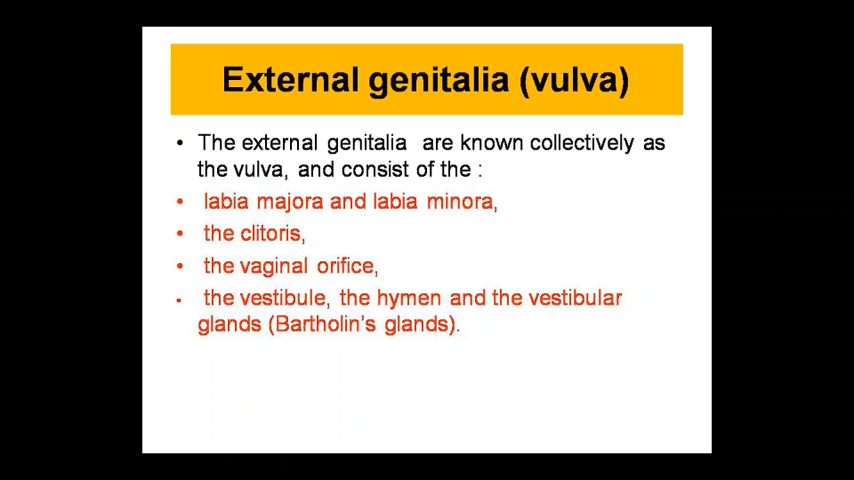 External genitalia (vulva)
• The external genitalia are known collectively as
the vulva, and consist of the :
• labia majora and labia minora,
• the clitoris,
• the vaginal orifice,
▪ the vestibule, the hymen and the vestibular
glands (Bartholin's glands).